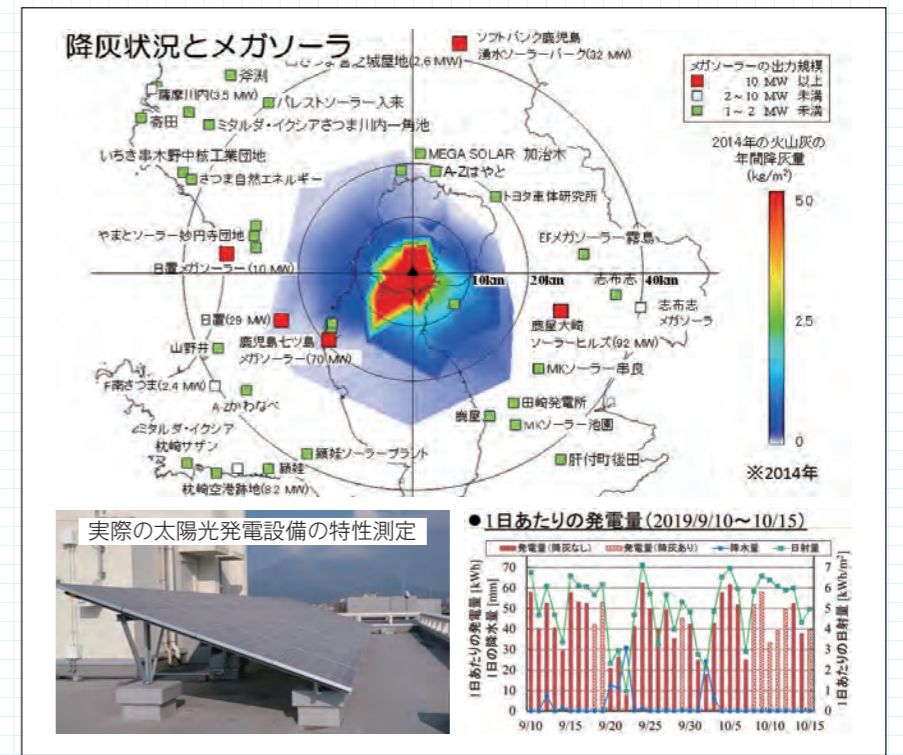 降灰状況とメガソーラ
ソフトバンク鹿児島
湧水ソーラーパーク(32 MW)
城屋地(2.6 MW)
斧渕
薩摩川内(3.5 MW)
寄田
パレストソーラー入来
ミタルダ・イクシアさつま川内一角池
いちき串木野中核工業団地
さつま自然エネルギー
MEGA SOLAR 加治木
A-Zはやと
トヨタ車体研究所
やまとソーラー妙円寺団地
日置メガソーラー(10 MW)
EFメガソーラー霧島
10km
20km
40km
志布志
志布志
メガソーラ
日置(29 MW)
鹿児島七ツ島
メガソーラー(70 MW)
鹿屋大崎
ソーラーヒルズ(92 MW)
山野井
F南さつま(2.4 MW)
A-Zかわなべ
MKソーラー串良
田崎発電所
鹿屋
MKソーラー池園
ミタルダ・イクシア
枕崎サザン
頴娃ソーラープラント
頴娃
枕崎空港跡地(8.2 MW)
肝付町後田
メガソーラーの出力規模
10 MW 以上
2~10 MW 未満
1~2 MW 未満
2014年の火山灰の
年間降灰量
(kg/m²)
50
2.5
0
※2014年
実際の太陽光発電設備の特性測定
●1日あたりの発電量(2019/9/10~10/15)
発電量(降灰なし) 発電量(降灰あり) 降水量 日射量
1日あたりの発電量 [kWh]
1日の降水量 [mm]
70
60
50
40
30
20
10
0
7
6
5
4
3
2
1
0
1日あたりの日射量 [kWh/m²]
9/10 9/15 9/20 9/25 9/30 10/5 10/10 10/15